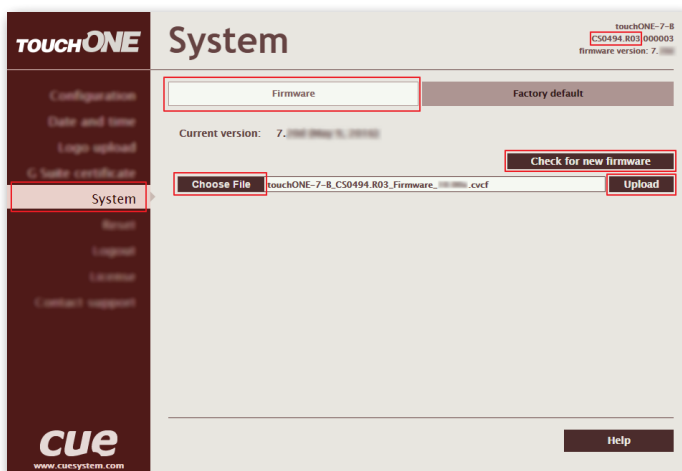 TOUCHONE
System
touchONE-7-B
CS0494.R03 000003
firmware version: 7.
Configuration
Date and time
Logo upload
G Suite certificate
System
Reset
Logout
License
Contact support
Firmware
Factory default
Current version: 7.
Check for new firmware
Choose File touchONE-7-B_CS0494.R03_Firmware_ .cvcf Upload
Help
cue
www.cuesystem.com